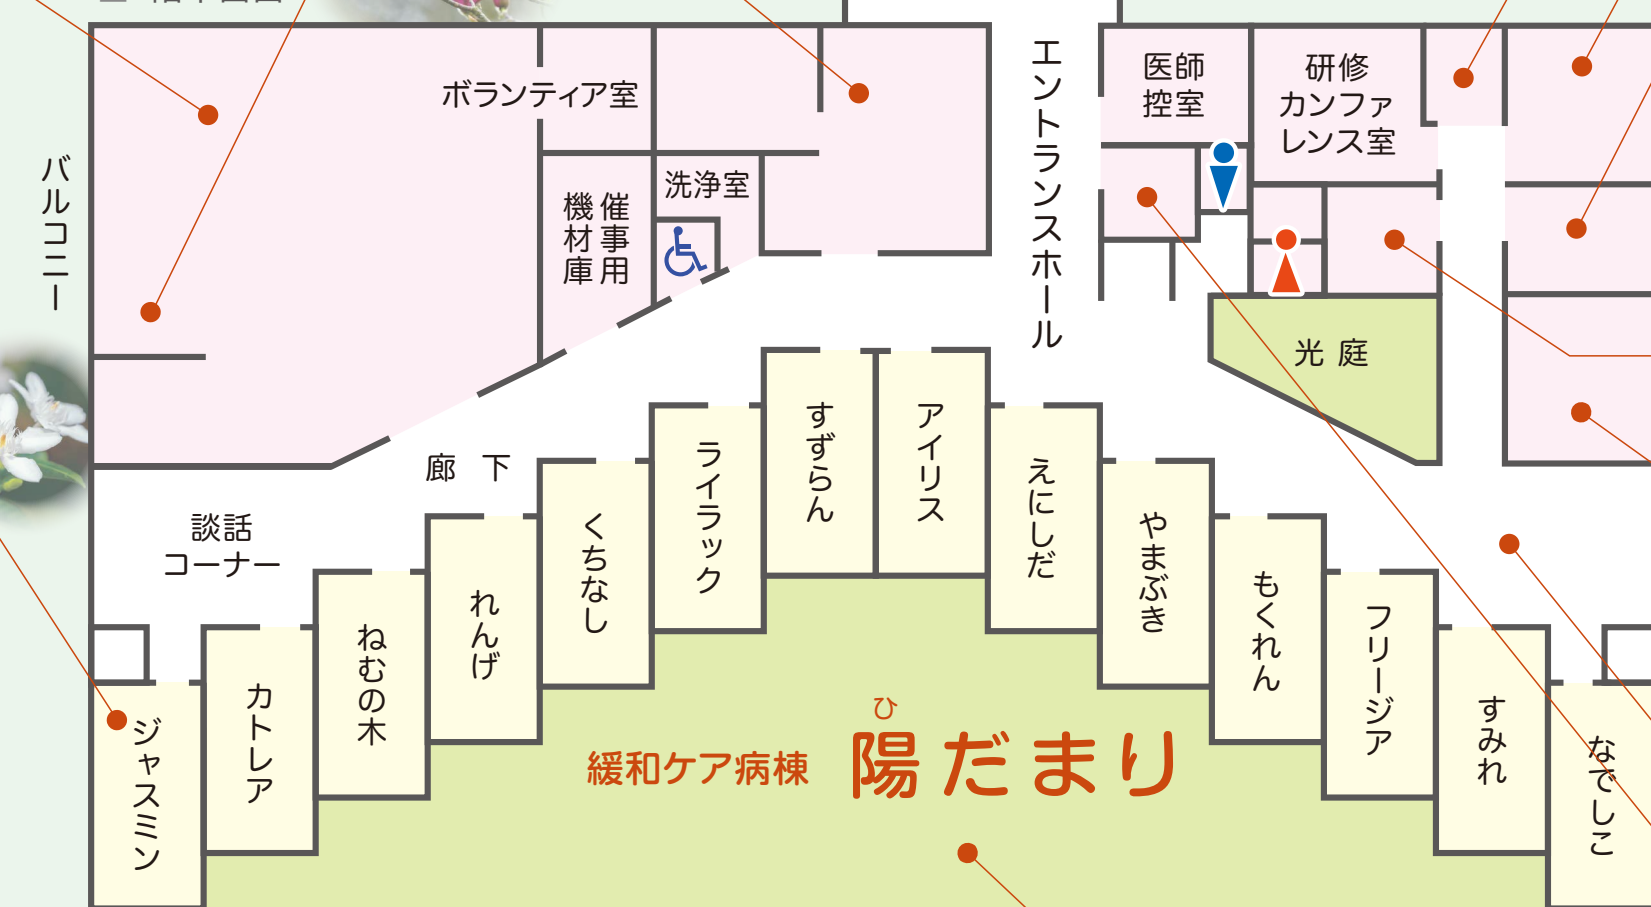 ボランティア室
エントランスホール
医師
控室
研修
カンファ
レンス室
バルコニー
洗浄室
催事用
機材庫
光庭
廊下
談話
コーナー
ジャスミン
カトレア
ねむの木
れんげ
くちなし
ライラック
すずらん
アイリス
えにしだ
やまぶき
もくれん
フリージア
すみれ
なでしこ
ひ
緩和ケア病棟 陽だまり